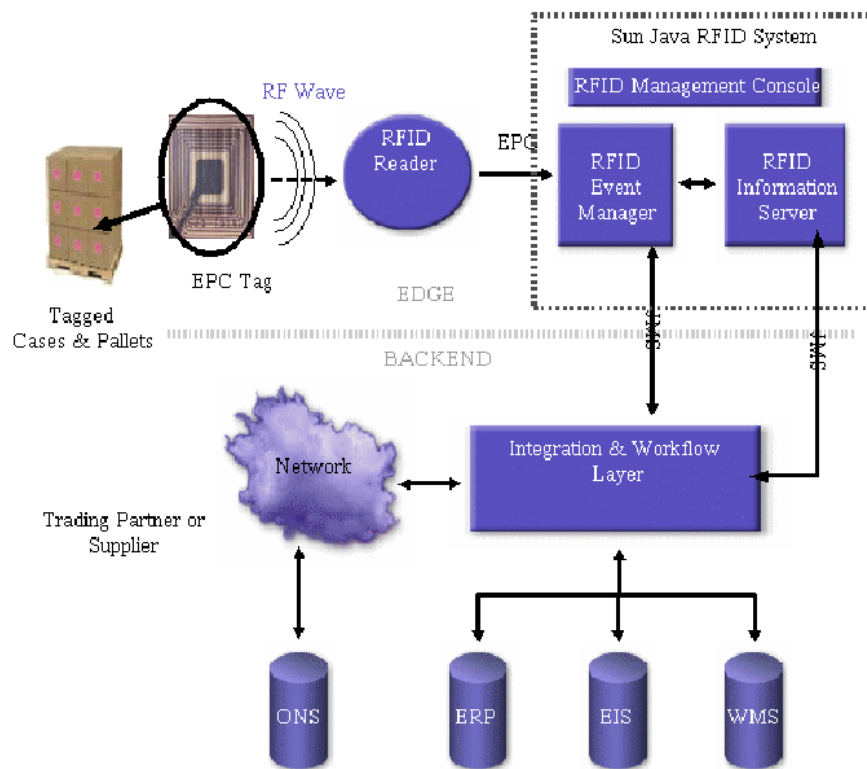 Sun Java RFID System
RFID Management Console
RF Wave
RFID
Reader
EPC
RFID
Event
Manager
RFID
Information
Server
EPC Tag
EDGE
Tagged
Cases & Pallets
JMS
JMS
BACKEND
Network
Integration & Workflow
Layer
Trading Partner or
Supplier
ONS
ERP
EIS
WMS